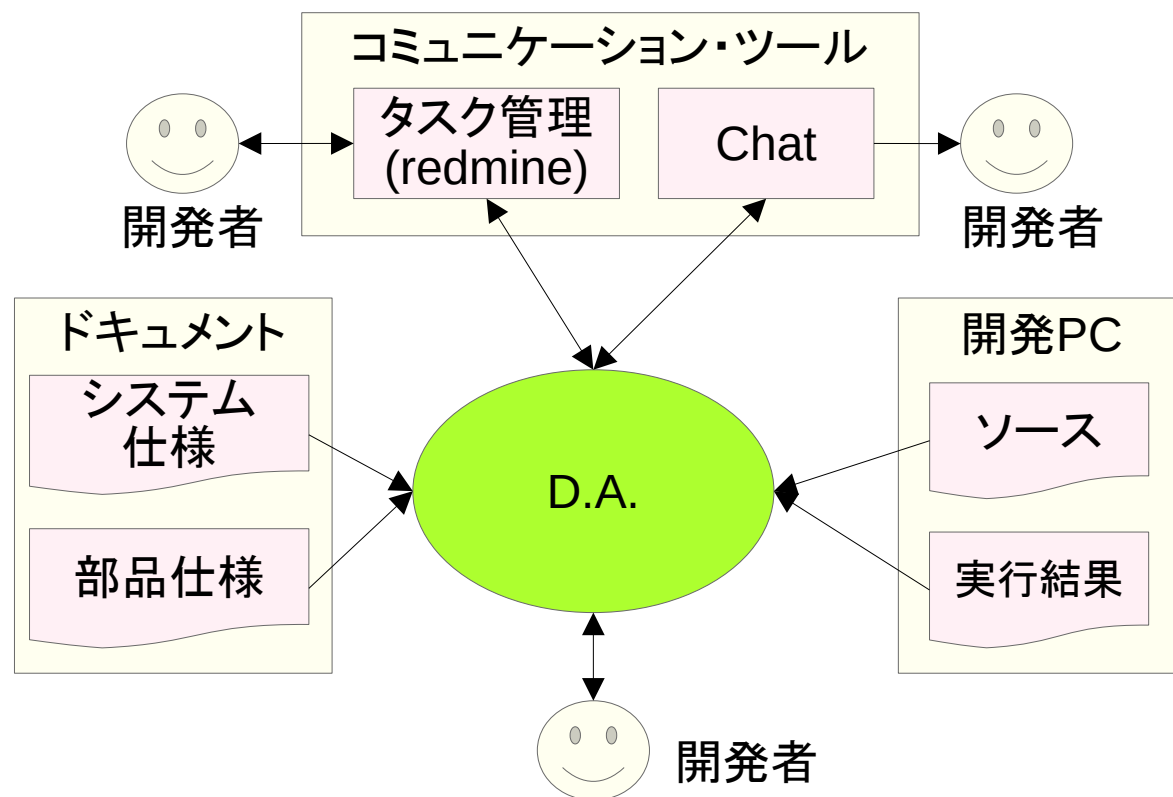 コミュニケーション・ツール
タスク管理
(redmine)
Chat
開発者
開発者
ドキュメント
システム
仕様
部品仕様
D.A.
開発PC
ソース
実行結果
開発者